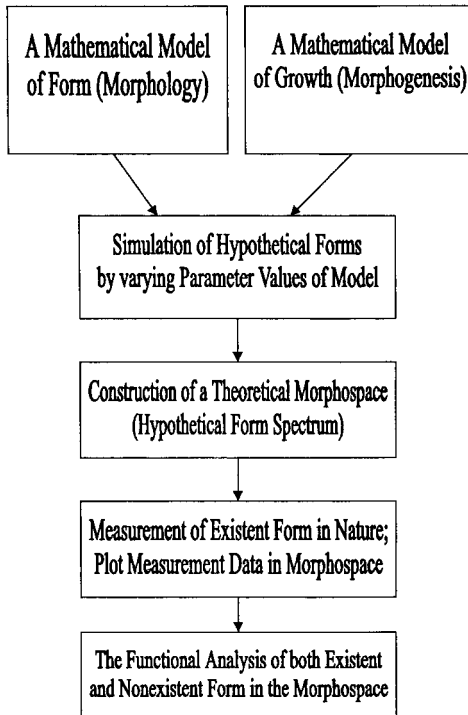 A Mathematical Model
of Form (Morphology)
A Mathematical Model
of Growth (Morphogenesis)
Simulation of Hypothetical Forms
by varying Parameter Values of Model
Construction of a Theoretical Morphospace
(Hypothetical Form Spectrum)
Measurement of Existent Form in Nature;
Plot Measurement Data in Morphospace
The Functional Analysis of both Existent
and Nonexistent Form in the Morphospace